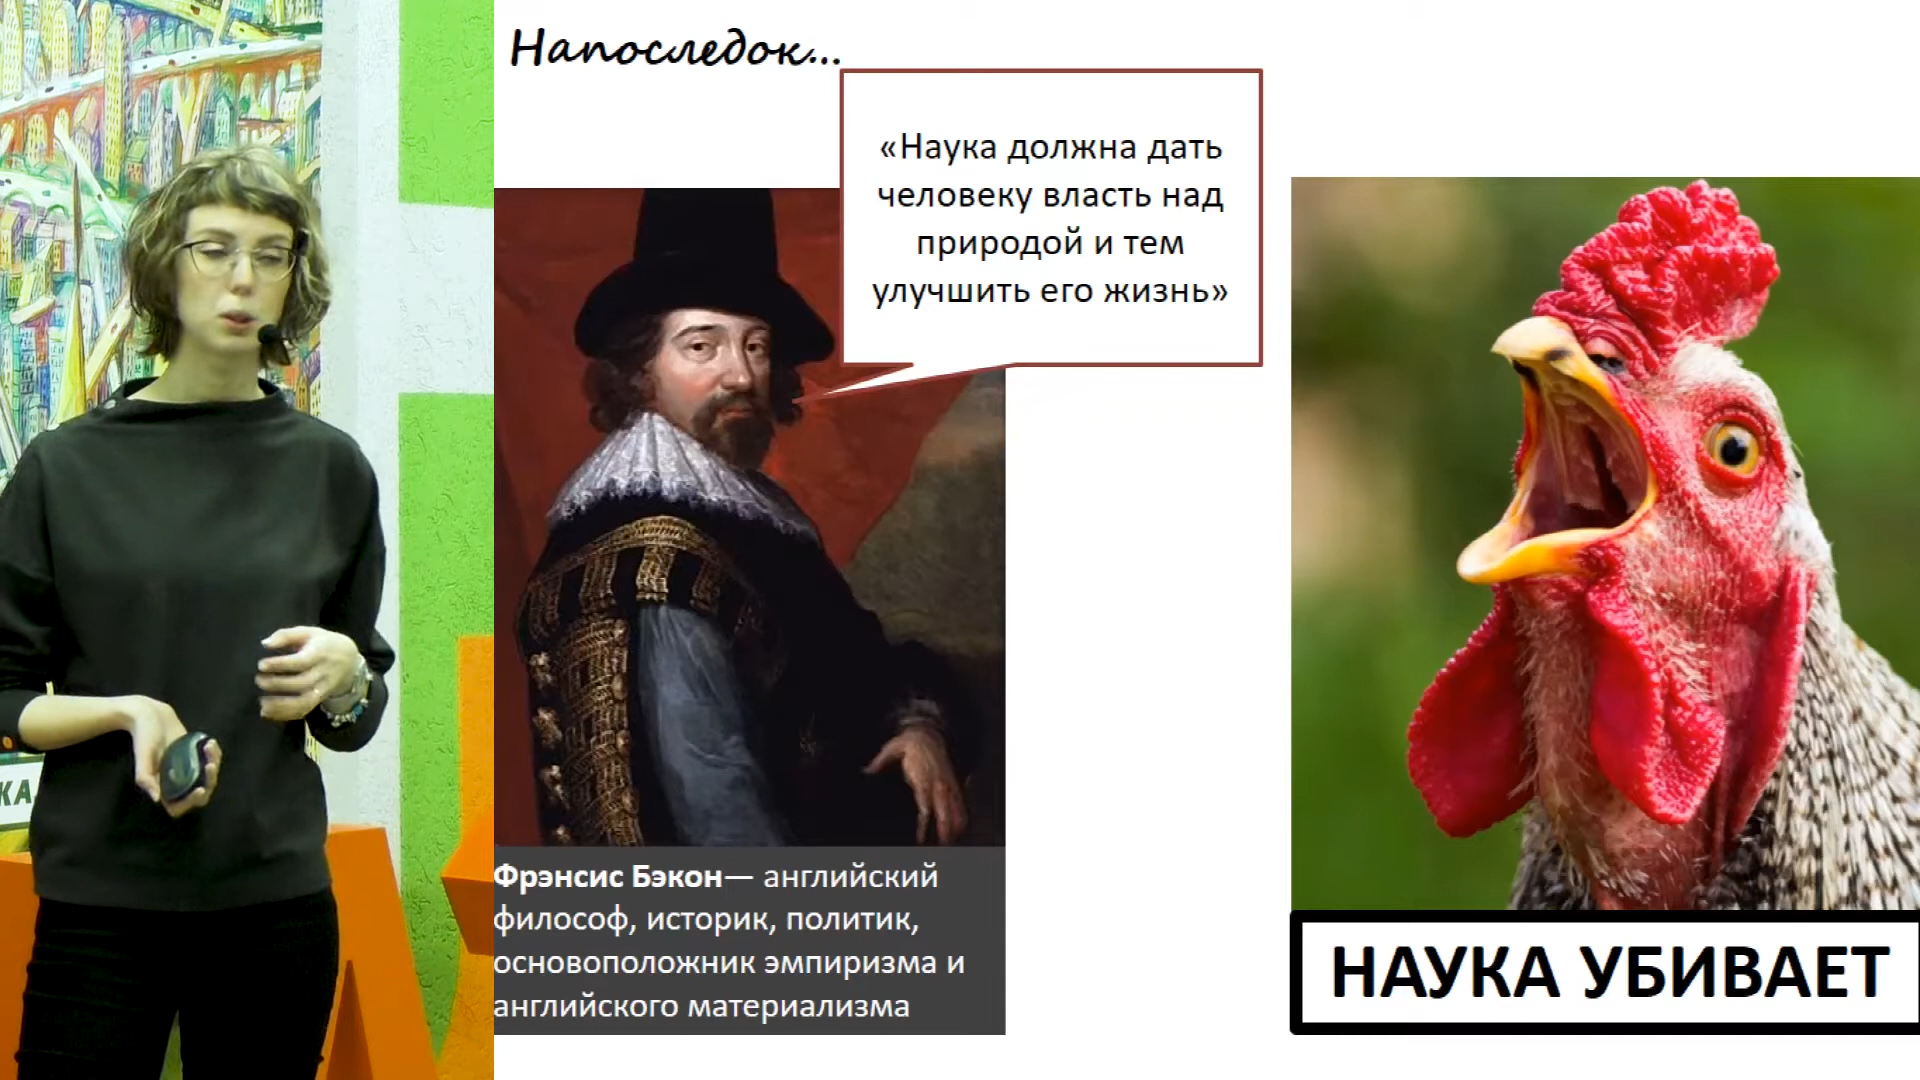 Напоследок...
«Наука должна дать
человеку власть над
природой и тем
улучшить его жизнь»
Фрэнсис Бэкон— английский
философ, историк, политик,
основоположник эмпиризма и
английского материализма
НАУКА УБИВАЕТ
КА